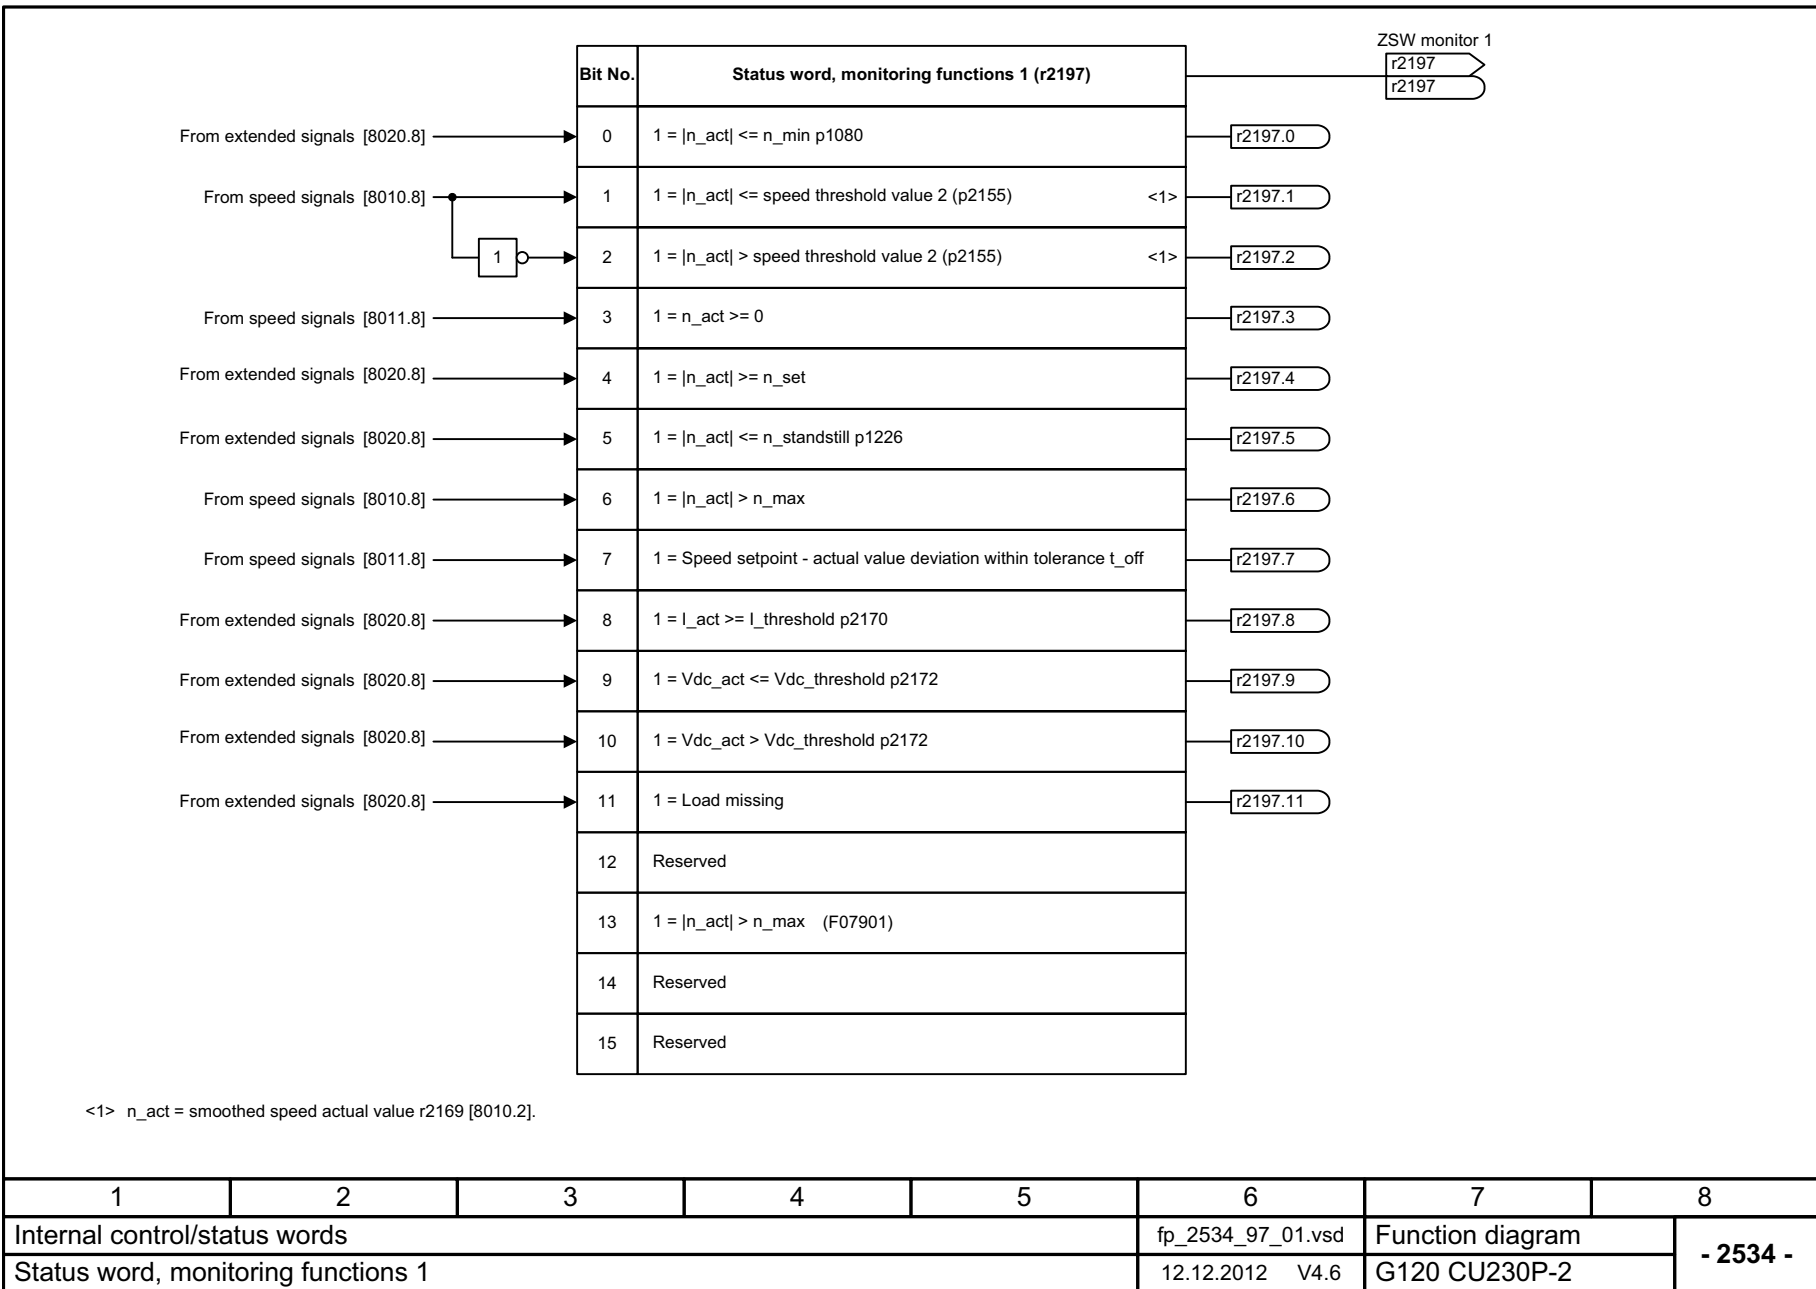 ZSW monitor 1
Bit No. Status word, monitoring functions 1 (r2197) r2197
r2197
From extended signals [8020.8] 0 1 = |n_act| <= n_min p1080 r2197.0
From speed signals [8010.8] 1 1 = |n_act| <= speed threshold value 2 (p2155) <1> r2197.1
1 2 1 = |n_act| > speed threshold value 2 (p2155) <1> r2197.2
From speed signals [8011.8] 3 1 = n_act >= 0 r2197.3
From extended signals [8020.8] 4 1 = |n_act| >= n_set r2197.4
From extended signals [8020.8] 5 1 = |n_act| <= n_standstill p1226 r2197.5
From speed signals [8010.8] 6 1 = |n_act| > n_max r2197.6
From speed signals [8011.8] 7 1 = Speed setpoint - actual value deviation within tolerance t_off r2197.7
From extended signals [8020.8] 8 1 = I_act >= I_threshold p2170 r2197.8
From extended signals [8020.8] 9 1 = Vdc_act <= Vdc_threshold p2172 r2197.9
From extended signals [8020.8] 10 1 = Vdc_act > Vdc_threshold p2172 r2197.10
From extended signals [8020.8] 11 1 = Load missing r2197.11
12 Reserved
13 1 = |n_act| > n_max (F07901)
14 Reserved
15 Reserved
<1> n_act = smoothed speed actual value r2169 [8010.2].
1 2 3 4 5 6 7 8
Internal control/status words fp_2534_97_01.vsd Function diagram - 2534 -
Status word, monitoring functions 1 12.12.2012 V4.6 G120 CU230P-2